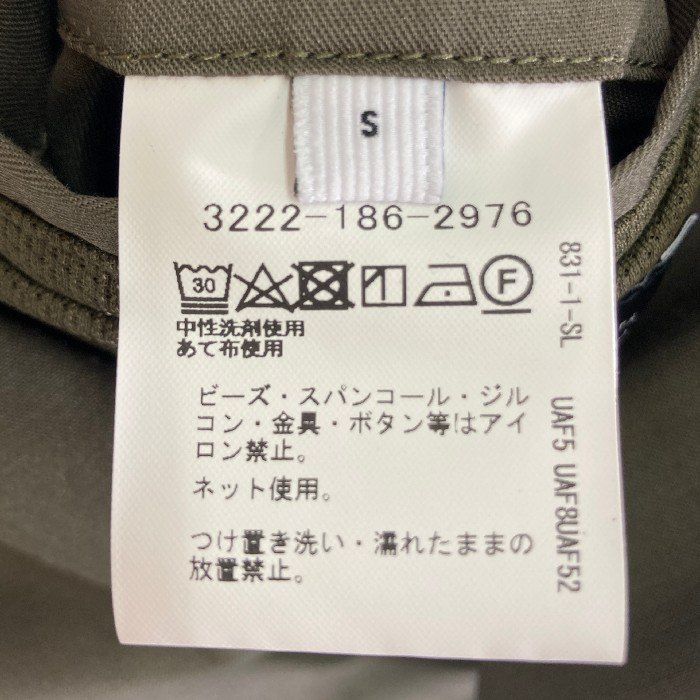 S
3222-186-2976
30
F
中性洗剤使用
あて布使用
ビーズ・スパンコール・ジル
コン・金具・ボタン等はアイ
ロン禁止。
ネット使用。
つけ置き洗い・濡れたままの
放置禁止。
831-1-SL
UAF5 UAF8UAF52